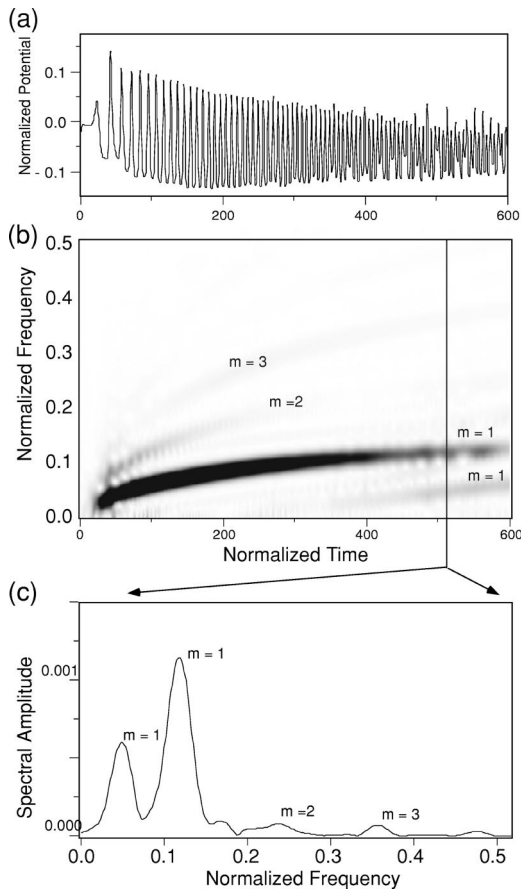 (a)
Normalized Potential
0.1
0.0
- 0.1
0 200 400 600
(b)
Normalized Frequency
0.5
0.3
0.2
0.1
0.0
m = 3
m =2
m = 1
m = 1
0 200 400 600
Normalized Time
(c)
Spectral Amplitude
0.001
0.000
m = 1
m = 1
m =2
m = 3
0.0 0.1 0.2 0.3 0.4 0.5
Normalized Frequency